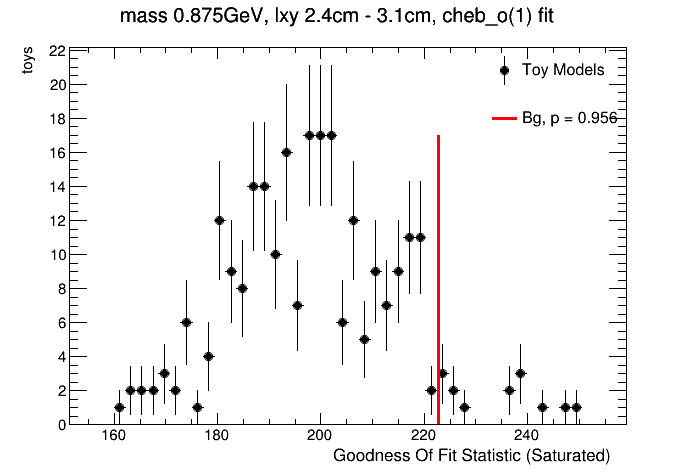 mass 0.875GeV, lxy 2.4cm - 3.1cm, cheb_o(1) fit
toys
22
20
18
16
14
12
10
8
6
4
2
0
Toy Models
Bg, p = 0.956
160 180 200 220 240
Goodness Of Fit Statistic (Saturated)